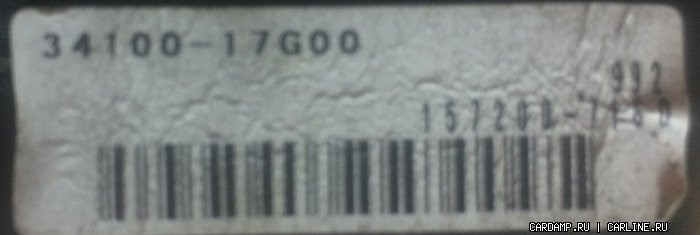 34100-17G00
992
CARDAMP.RU | CARLINE.RU